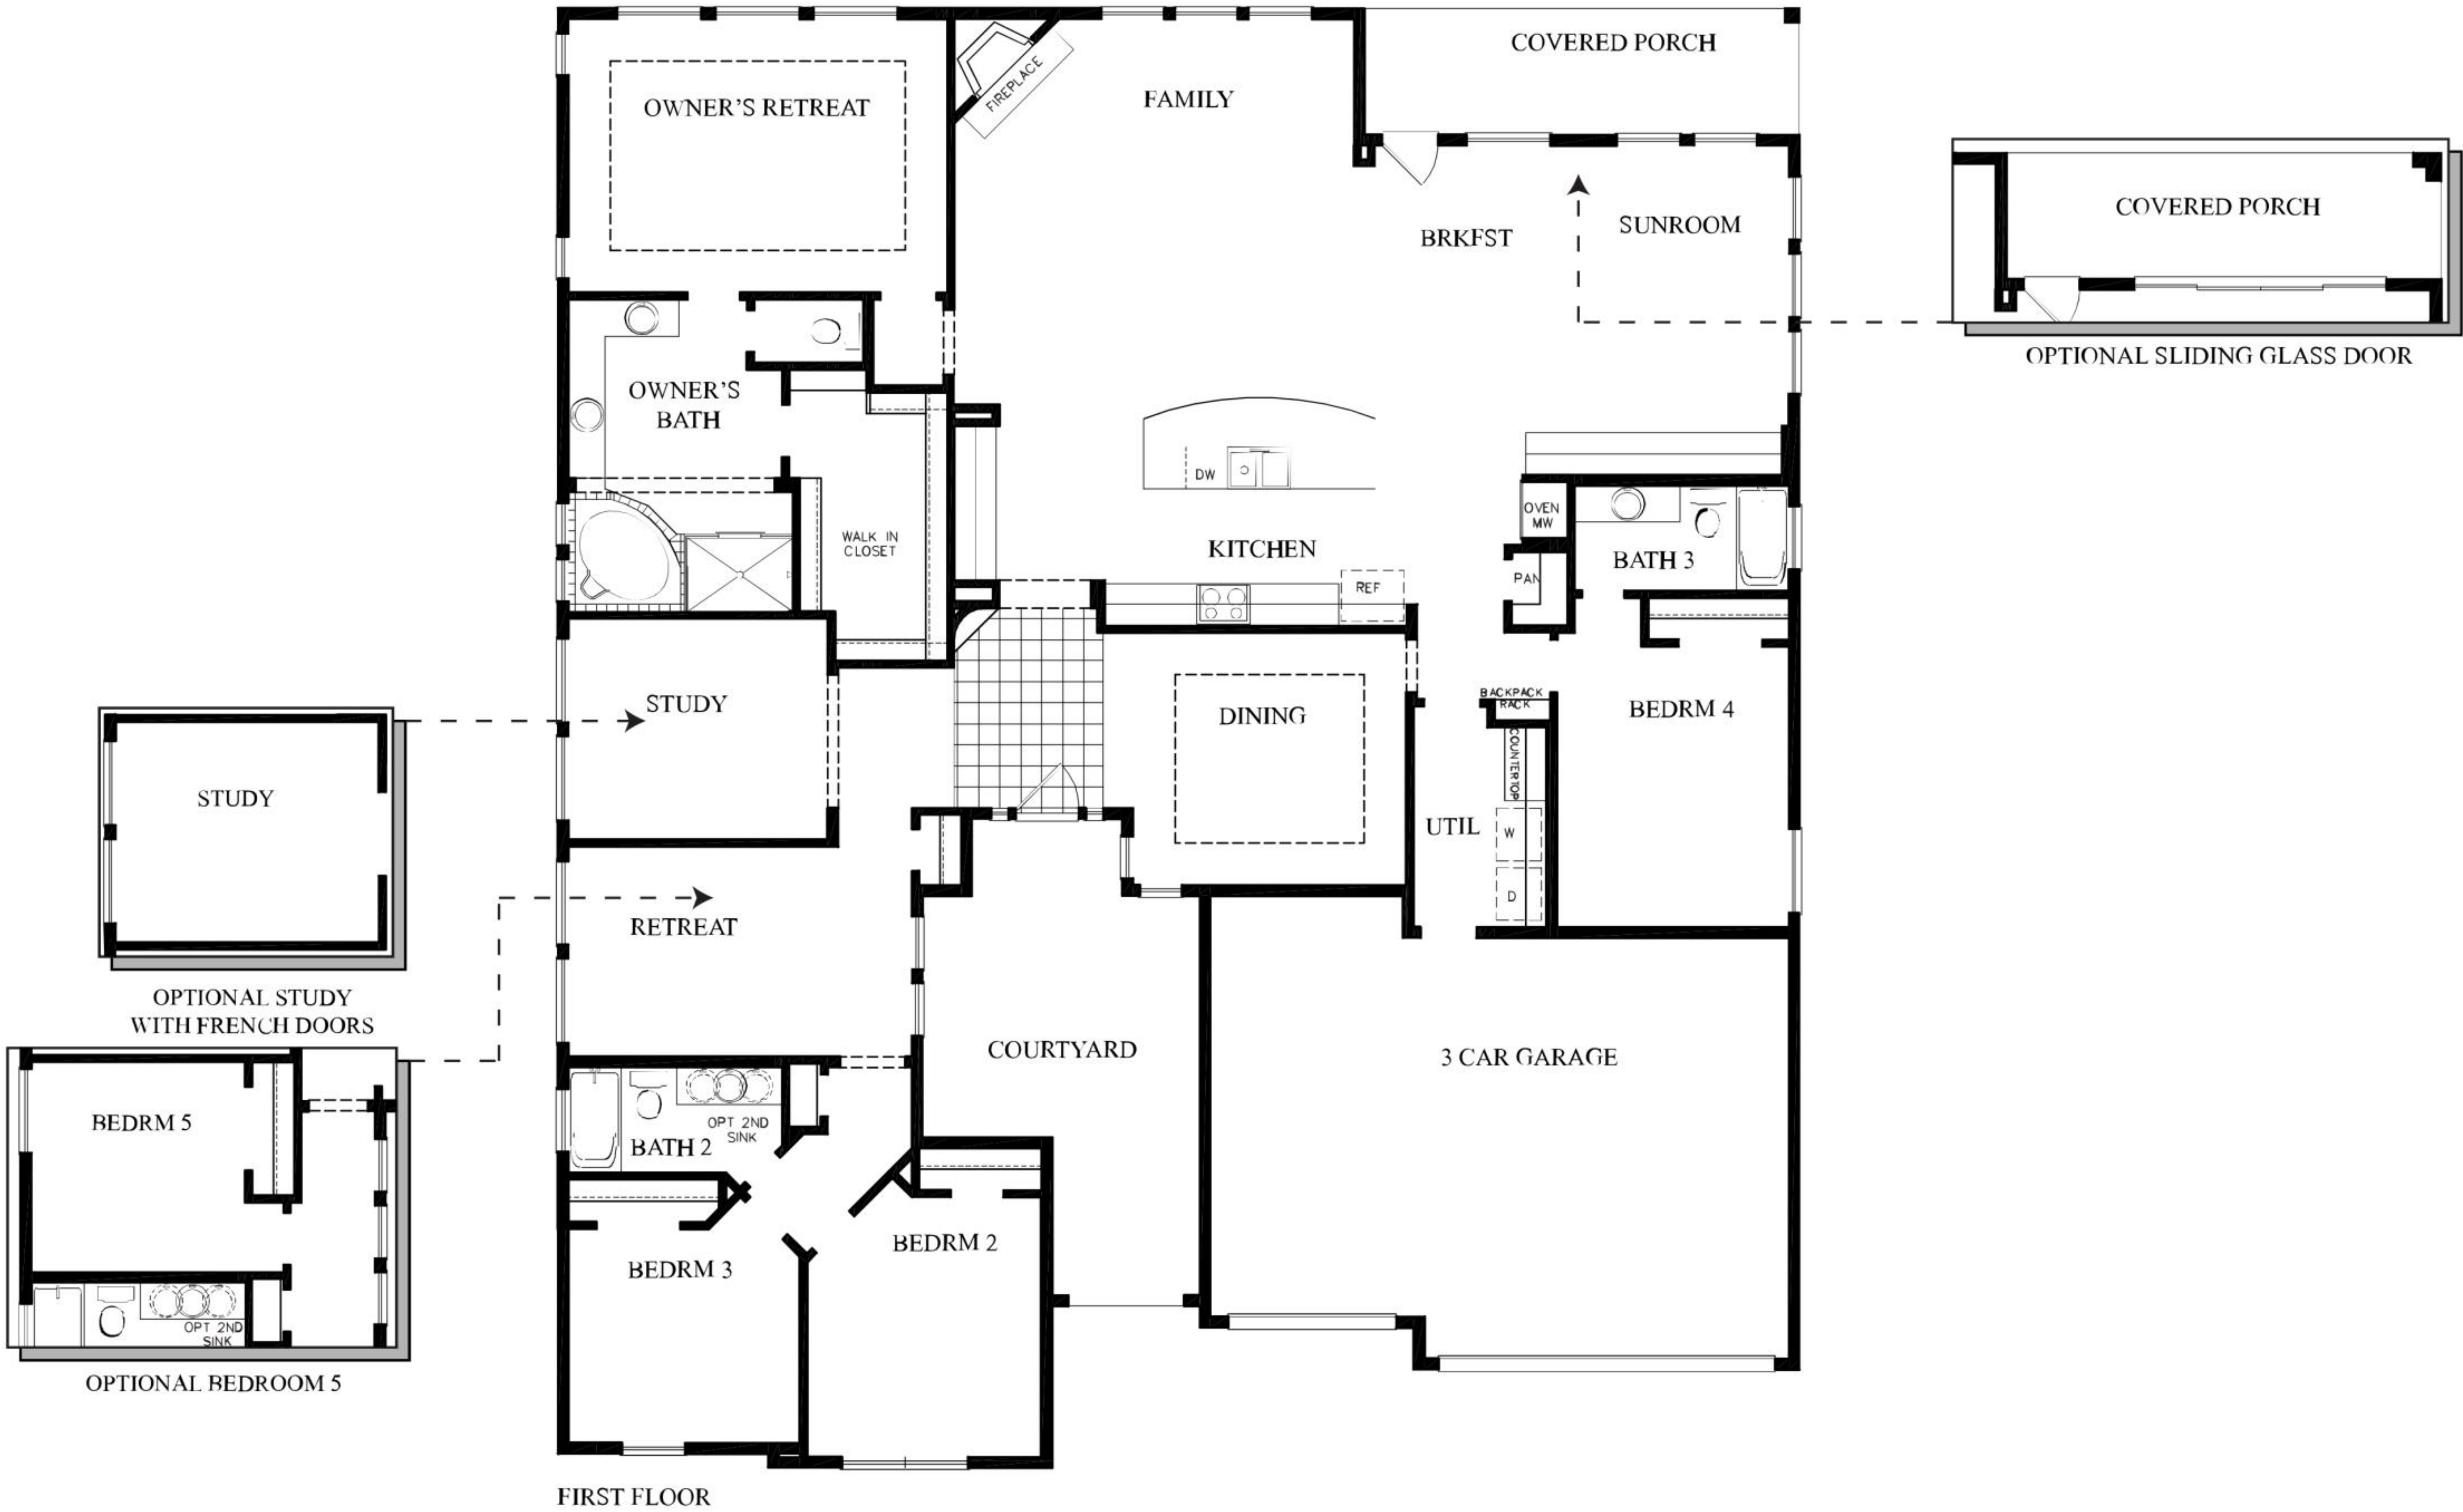 COVERED PORCH
FIREPLACE
FAMILY
OWNER'S RETREAT
COVERED PORCH
SUNROOM
BRKFST
OPTIONAL SLIDING GLASS DOOR
OWNER'S
BATH
DW
OVEN
MW
WALK IN
CLOSET
KITCHEN
BATH 3
PAN
REF
BACKPACK
RACK
STUDY
DINING
BEDRM 4
COUNTERTOP
STUDY
UTIL
W
D
RETREAT
OPTIONAL STUDY
WITH FRENCH DOORS
COURTYARD
3 CAR GARAGE
BEDRM 5
OPT 2ND
SINK
BATH 2
BEDRM 2
BEDRM 3
OPT 2ND
SINK
OPTIONAL BEDROOM 5
FIRST FLOOR